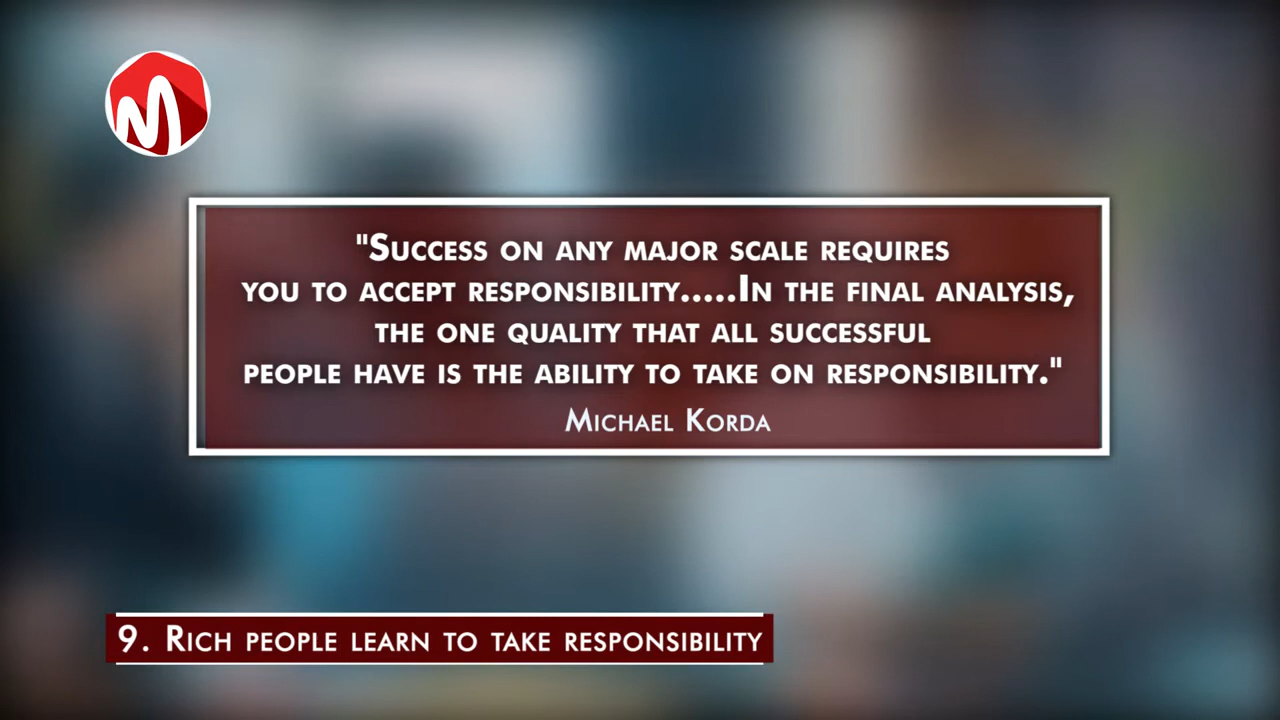 "Success on any major scale requires
you to accept responsibility.....In the final analysis,
the one quality that all successful
people have is the ability to take on responsibility."
Michael Korda
9. Rich people learn to take responsibility